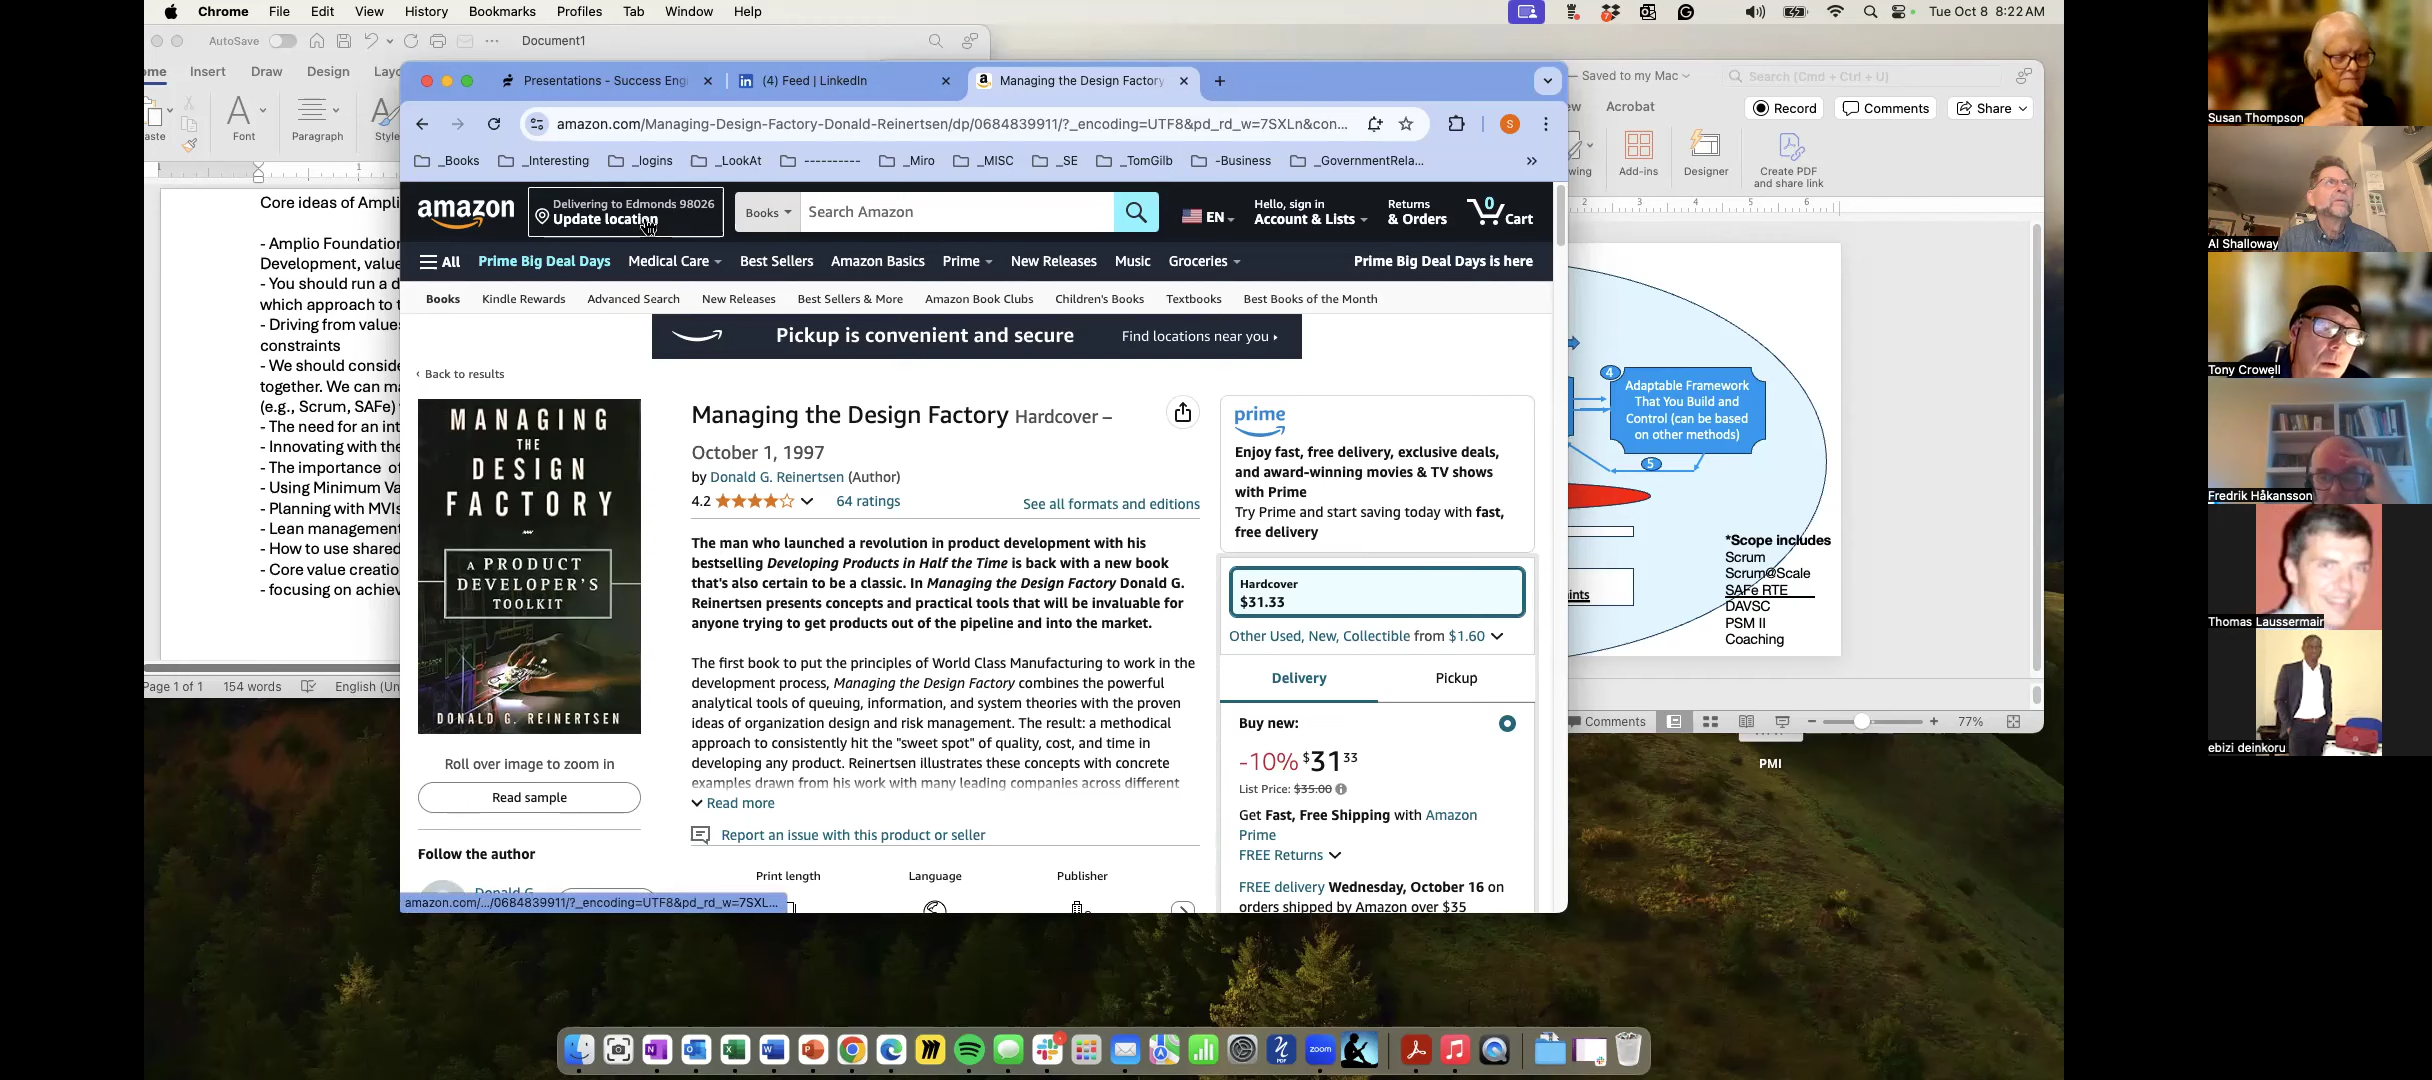 Chrome File Edit View History Bookmarks Profiles Tab Window Help
Tue Oct 8 8:22 AM
AutoSave
Document1
Insert Draw Design
Font Paragraph
Core ideas of Ampli
- Amplio Foundation
Development, value
- You should run a d
which approach to t
- Driving from values
constraints
- We should conside
together. We can ma
(e.g., Scrum, SAFe)
- The need for an int
- Innovating with the
- The importance of
- Using Minimum Va
- Planning with MVIs
- Lean management
- How to use shared
- Core value creatio
- focusing on achiev
Page 1 of 1 154 words English (Un
Presentations - Success Engi
(4) Feed | LinkedIn
Managing the Design Factory
amazon.com/Managing-Design-Factory-Donald-Reinertsen/dp/0684839911/?_encoding=UTF8&pd_rd_w=7SXLn&con...
S
_Books _Interesting _logins _LookAt ---------- _Miro _MISC _SE _TomGilb -Business _GovernmentRela...
amazon
Delivering to Edmonds 98026
Update location
Books
Search Amazon
EN
Hello, sign in
Account & Lists
Returns
& Orders
0
Cart
All Prime Big Deal Days Medical Care Best Sellers Amazon Basics Prime New Releases Music Groceries Prime Big Deal Days is here
Books Kindle Rewards Advanced Search New Releases Best Sellers & More Amazon Book Clubs Children's Books Textbooks Best Books of the Month
Pickup is convenient and secure Find locations near you ▸
‹ Back to results
MANAGING
THE
DESIGN
FACTORY
A PRODUCT
DEVELOPER'S
TOOLKIT
DONALD G. REINERTSEN
Roll over image to zoom in
Read sample
Follow the author
Donald G.
amazon.com/.../0684839911/?_encoding=UTF8&pd_rd_w=7SXL...
Managing the Design Factory Hardcover –
October 1, 1997
by Donald G. Reinertsen (Author)
4.2 64 ratings
See all formats and editions
The man who launched a revolution in product development with his
bestselling Developing Products in Half the Time is back with a new book
that's also certain to be a classic. In Managing the Design Factory Donald G.
Reinertsen presents concepts and practical tools that will be invaluable for
anyone trying to get products out of the pipeline and into the market.
The first book to put the principles of World Class Manufacturing to work in the
development process, Managing the Design Factory combines the powerful
analytical tools of queuing, information, and system theories with the proven
ideas of organization design and risk management. The result: a methodical
approach to consistently hit the "sweet spot" of quality, cost, and time in
developing any product. Reinertsen illustrates these concepts with concrete
examples drawn from his work with many leading companies across different
Read more
Report an issue with this product or seller
Print length Language Publisher
prime
Enjoy fast, free delivery, exclusive deals,
and award-winning movies & TV shows
with Prime
Try Prime and start saving today with fast,
free delivery
Hardcover
$31.33
Other Used, New, Collectible from $1.60
Delivery Pickup
Buy new:
-10% $31 33
List Price: $35.00
Get Fast, Free Shipping with Amazon
Prime
FREE Returns
FREE delivery Wednesday, October 16 on
orders shipped by Amazon over $35
— Saved to my Mac
Search (Cmd + Ctrl + U)
Acrobat
Record Comments Share
Add-ins Designer Create PDF
and share link
2 3 4 5 6
4
Adaptable Framework
That You Build and
Control (can be based
on other methods)
5
*Scope includes
Scrum
Scrum@Scale
SAFe RTE
DAVSC
PSM II
Coaching
Comments 77%
PMI
zoom
PDF
Susan Thompson
Al Shalloway
Tony Crowell
Fredrik Håkansson
Thomas Laussermair
ebizi deinkoru